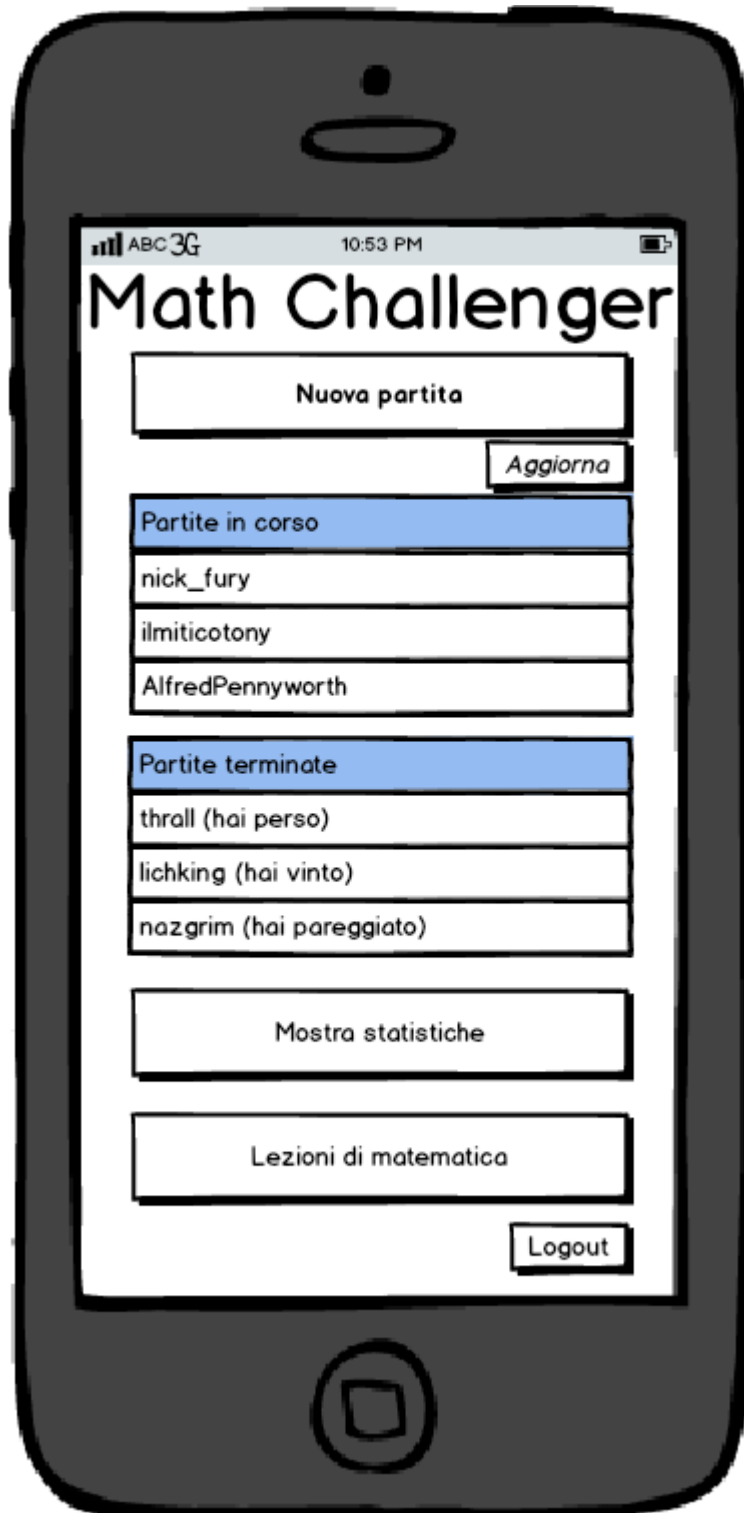 ABC 3G 10:53 PM
Math Challenger
Nuova partita
Aggiorna
Partite in corso
nick_fury
ilmiticotony
AlfredPennyworth
Partite terminate
thrall (hai perso)
lichking (hai vinto)
nazgrim (hai pareggiato)
Mostra statistiche
Lezioni di matematica
Logout